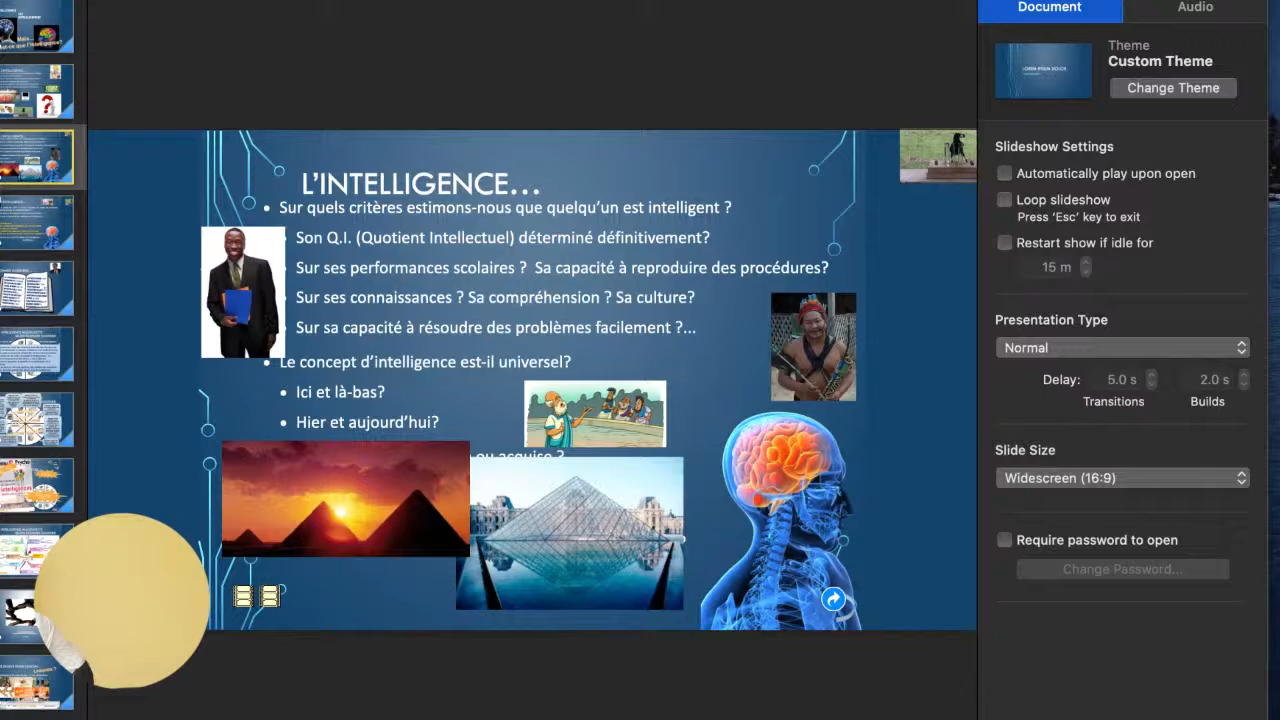 Document
Audio
Theme
Custom Theme
Change Theme
L'INTELLIGENCE…
Sur quels critères estimons-nous que quelqu'un est intelligent ?
Son Q.I. (Quotient Intellectuel) déterminé définitivement?
Sur ses performances scolaires ? Sa capacité à reproduire des procédures?
Sur ses connaissances ? Sa compréhension ? Sa culture?
Sur sa capacité à résoudre des problèmes facilement ?...
Le concept d'intelligence est-il universel?
Ici et là-bas?
Hier et aujourd'hui?
ou acquise ?
Slideshow Settings
Automatically play upon open
Loop slideshow
Press 'Esc' key to exit
Restart show if idle for
15 m
Presentation Type
Normal
Delay: 5.0 s 2.0 s
Transitions Builds
Slide Size
Widescreen (16:9)
Require password to open
Change Password...